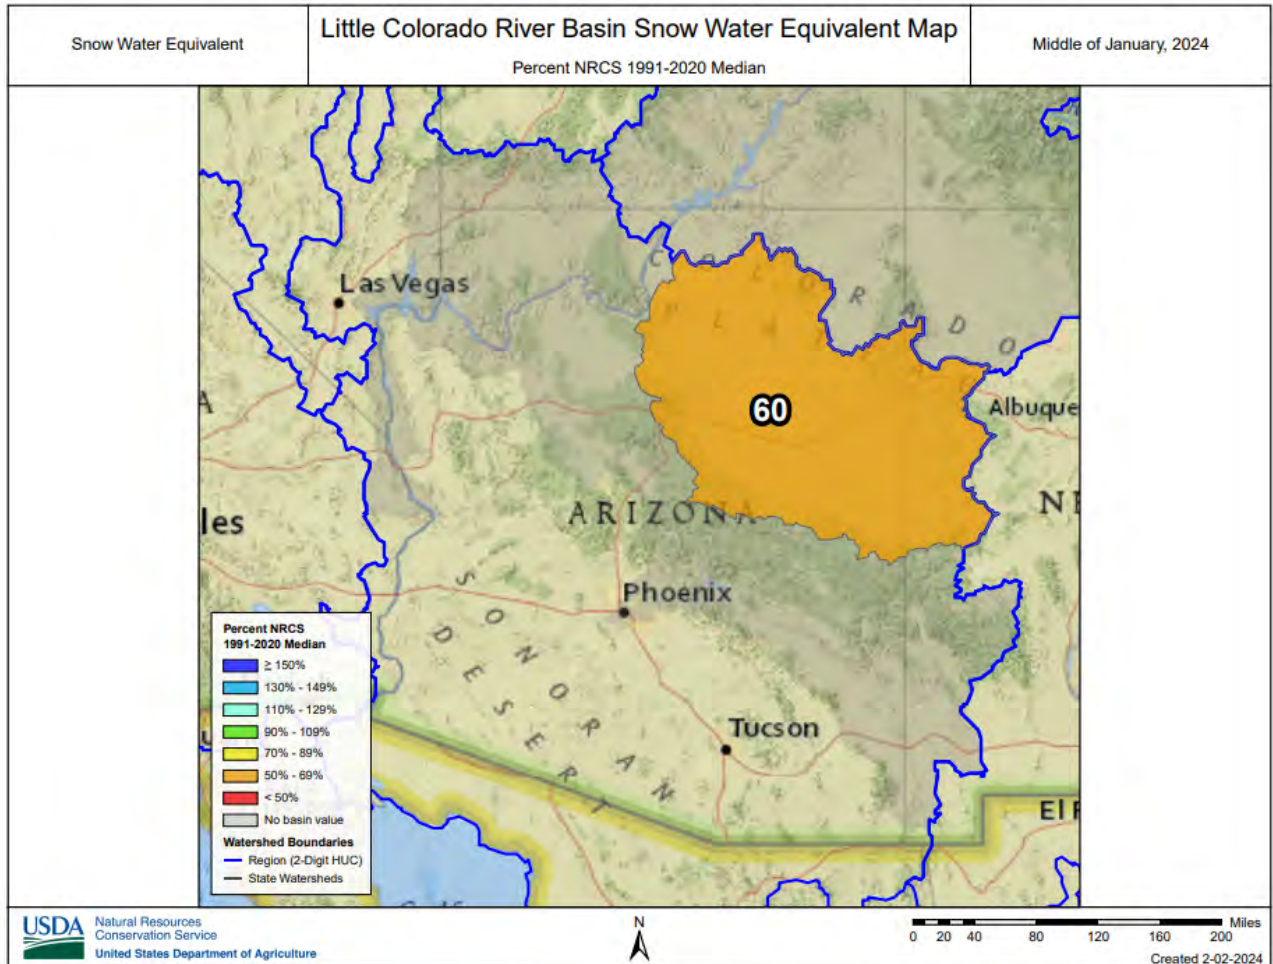 Snow Water Equivalent
Little Colorado River Basin Snow Water Equivalent Map
Percent NRCS 1991-2020 Median
Middle of January, 2024
Las Vegas
COLORADO
PLATEAU
60
A
Albuque
les
ARIZONA
NE
Phoenix
SONORAN
DESERT
Tucson
El P
Percent NRCS
1991-2020 Median
≥ 150%
130% - 149%
110% - 129%
90% - 109%
70% - 89%
50% - 69%
< 50%
No basin value
Watershed Boundaries
Region (2-Digit HUC)
State Watersheds
USDA
Natural Resources
Conservation Service
United States Department of Agriculture
N
Miles
0 20 40 80 120 160 200
Created 2-02-2024